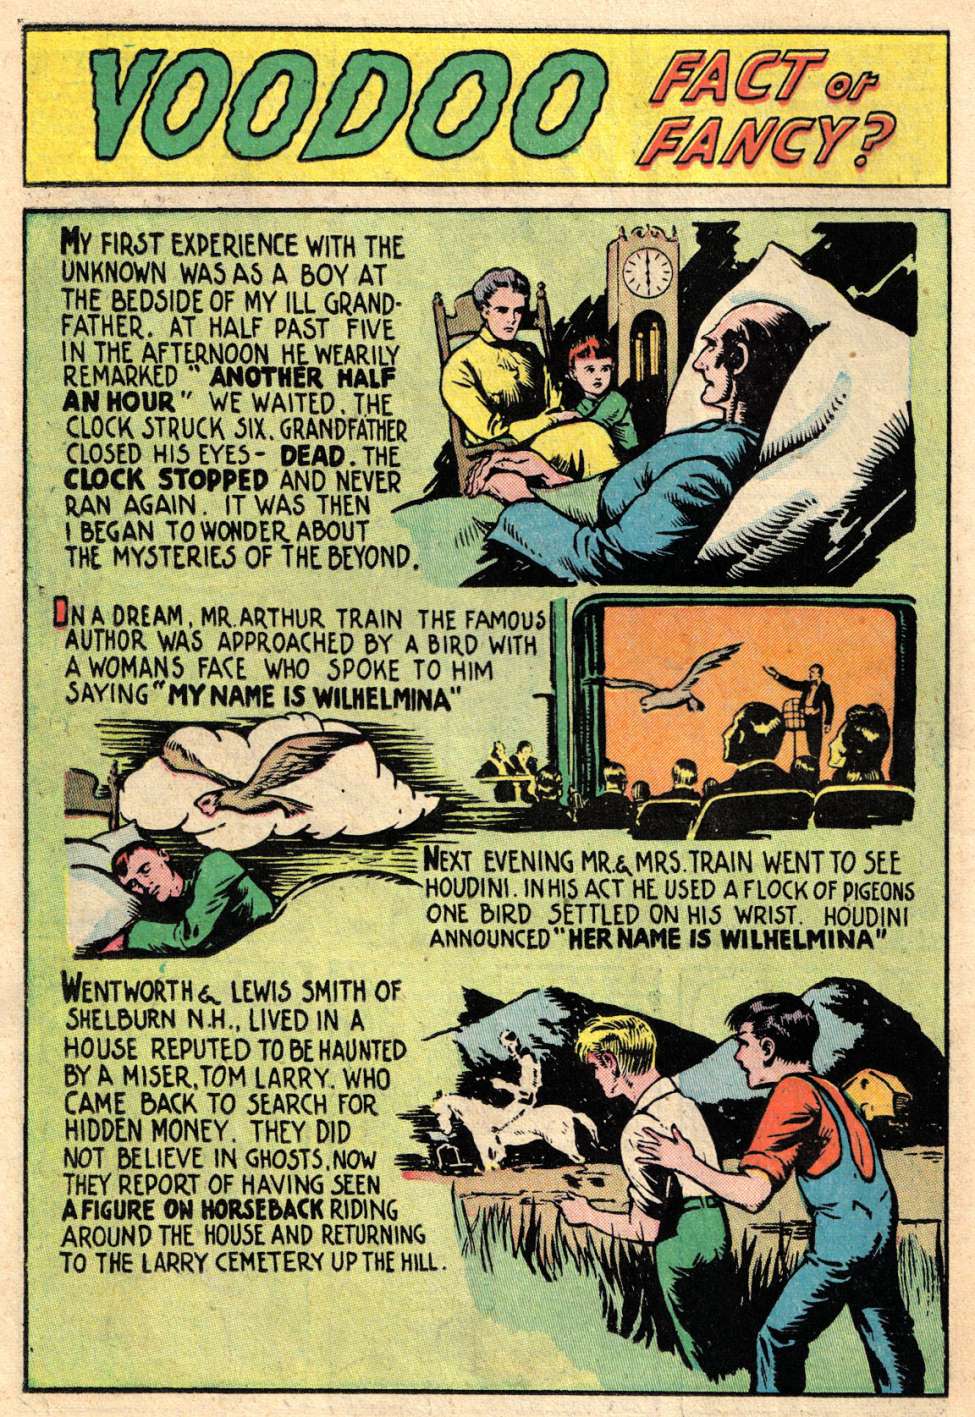 VOODOO
FACT or
FANCY?
MY FIRST EXPERIENCE WITH THE
UNKNOWN WAS AS A BOY AT
THE BEDSIDE OF MY ILL GRAND-
FATHER. AT HALF PAST FIVE
IN THE AFTERNOON HE WEARILY
REMARKED "ANOTHER HALF
AN HOUR" WE WAITED. THE
CLOCK STRUCK SIX. GRANDFATHER
CLOSED HIS EYES- DEAD. THE
CLOCK STOPPED AND NEVER
RAN AGAIN. IT WAS THEN
I BEGAN TO WONDER ABOUT
THE MYSTERIES OF THE BEYOND.
IN A DREAM, MR. ARTHUR TRAIN THE FAMOUS
AUTHOR WAS APPROACHED BY A BIRD WITH
A WOMANS FACE WHO SPOKE TO HIM
SAYING "MY NAME IS WILHELMINA"
NEXT EVENING MR. & MRS. TRAIN WENT TO SEE
HOUDINI. IN HIS ACT HE USED A FLOCK OF PIGEONS
ONE BIRD SETTLED ON HIS WRIST. HOUDINI
ANNOUNCED "HER NAME IS WILHELMINA"
WENTWORTH & LEWIS SMITH OF
SHELBURN N.H., LIVED IN A
HOUSE REPUTED TO BE HAUNTED
BY A MISER, TOM LARRY. WHO
CAME BACK TO SEARCH FOR
HIDDEN MONEY. THEY DID
NOT BELIEVE IN GHOSTS. NOW
THEY REPORT OF HAVING SEEN
A FIGURE ON HORSEBACK RIDING
AROUND THE HOUSE AND RETURNING
TO THE LARRY CEMETERY UP THE HILL.